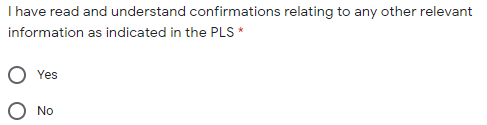 I have read and understand confirmations relating to any other relevant
information as indicated in the PLS *
Yes
No